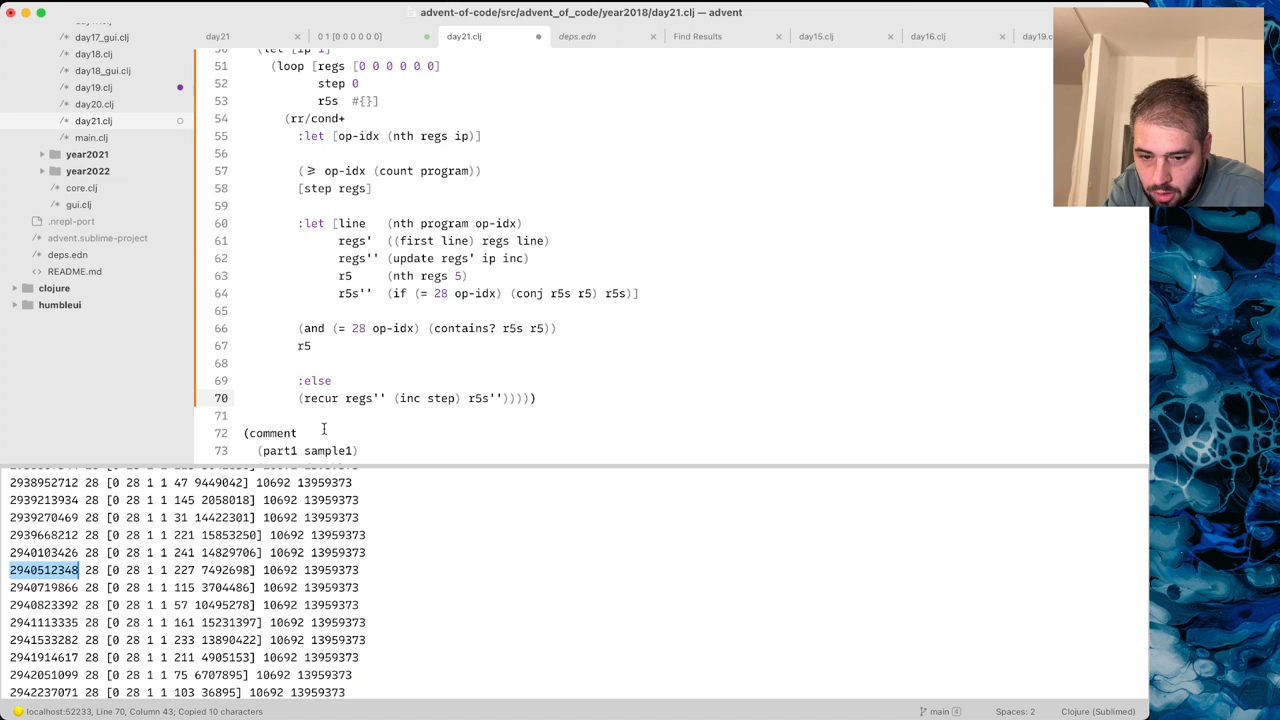 advent-of-code/src/advent_of_code/year2018/day21.clj — advent
day21
0 1 [0 0 0 0 0 0]
day21.clj
deps.edn
Find Results
day15.clj
day16.clj
day19.c
day17_gui.clj
day18.clj
day18_gui.clj
day19.clj
day20.clj
day21.clj
main.clj
year2021
year2022
core.clj
gui.clj
.nrepl-port
advent.sublime-project
deps.edn
README.md
clojure
humbleui
51 (loop [regs [0 0 0 0 0 0]
52 step 0
53 r5s #{}]
54 (rr/cond+
55 :let [op-idx (nth regs ip)]
56
57 (≥ op-idx (count program))
58 [step regs]
59
60 :let [line (nth program op-idx)
61 regs' ((first line) regs line)
62 regs'' (update regs' ip inc)
63 r5 (nth regs 5)
64 r5s'' (if (= 28 op-idx) (conj r5s r5) r5s)]
65
66 (and (= 28 op-idx) (contains? r5s r5))
67 r5
68
69 :else
70 (recur regs'' (inc step) r5s'')))))
71
72 (comment
73 (part1 sample1)
2938952712 28 [0 28 1 1 47 9449042] 10692 13959373
2939213934 28 [0 28 1 1 145 2058018] 10692 13959373
2939270469 28 [0 28 1 1 31 14422301] 10692 13959373
2939668212 28 [0 28 1 1 221 15853250] 10692 13959373
2940103426 28 [0 28 1 1 241 14829706] 10692 13959373
2940512348 28 [0 28 1 1 227 7492698] 10692 13959373
2940719866 28 [0 28 1 1 115 3704486] 10692 13959373
2940823392 28 [0 28 1 1 57 10495278] 10692 13959373
2941113335 28 [0 28 1 1 161 15231397] 10692 13959373
2941533282 28 [0 28 1 1 233 13890422] 10692 13959373
2941914617 28 [0 28 1 1 211 4905153] 10692 13959373
2942051099 28 [0 28 1 1 75 6707895] 10692 13959373
2942237071 28 [0 28 1 1 103 36895] 10692 13959373
localhost:52233, Line 70, Column 43; Copied 10 characters
main 4
Spaces: 2
Clojure (Sublimed)